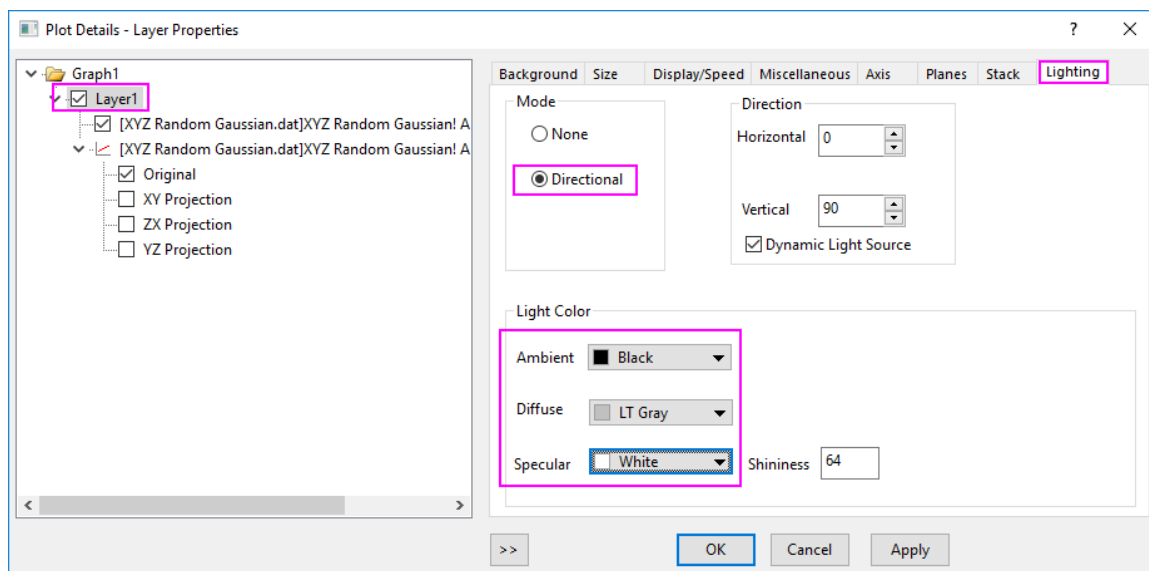 Plot Details - Layer Properties
?
Graph1
Layer1
[XYZ Random Gaussian.dat]XYZ Random Gaussian! A
[XYZ Random Gaussian.dat]XYZ Random Gaussian! A
Original
XY Projection
ZX Projection
YZ Projection
Background Size Display/Speed Miscellaneous Axis Planes Stack Lighting
Mode
None
Directional
Direction
Horizontal 0
Vertical 90
Dynamic Light Source
Light Color
Ambient Black
Diffuse LT Gray
Specular White Shininess 64
>> OK Cancel Apply